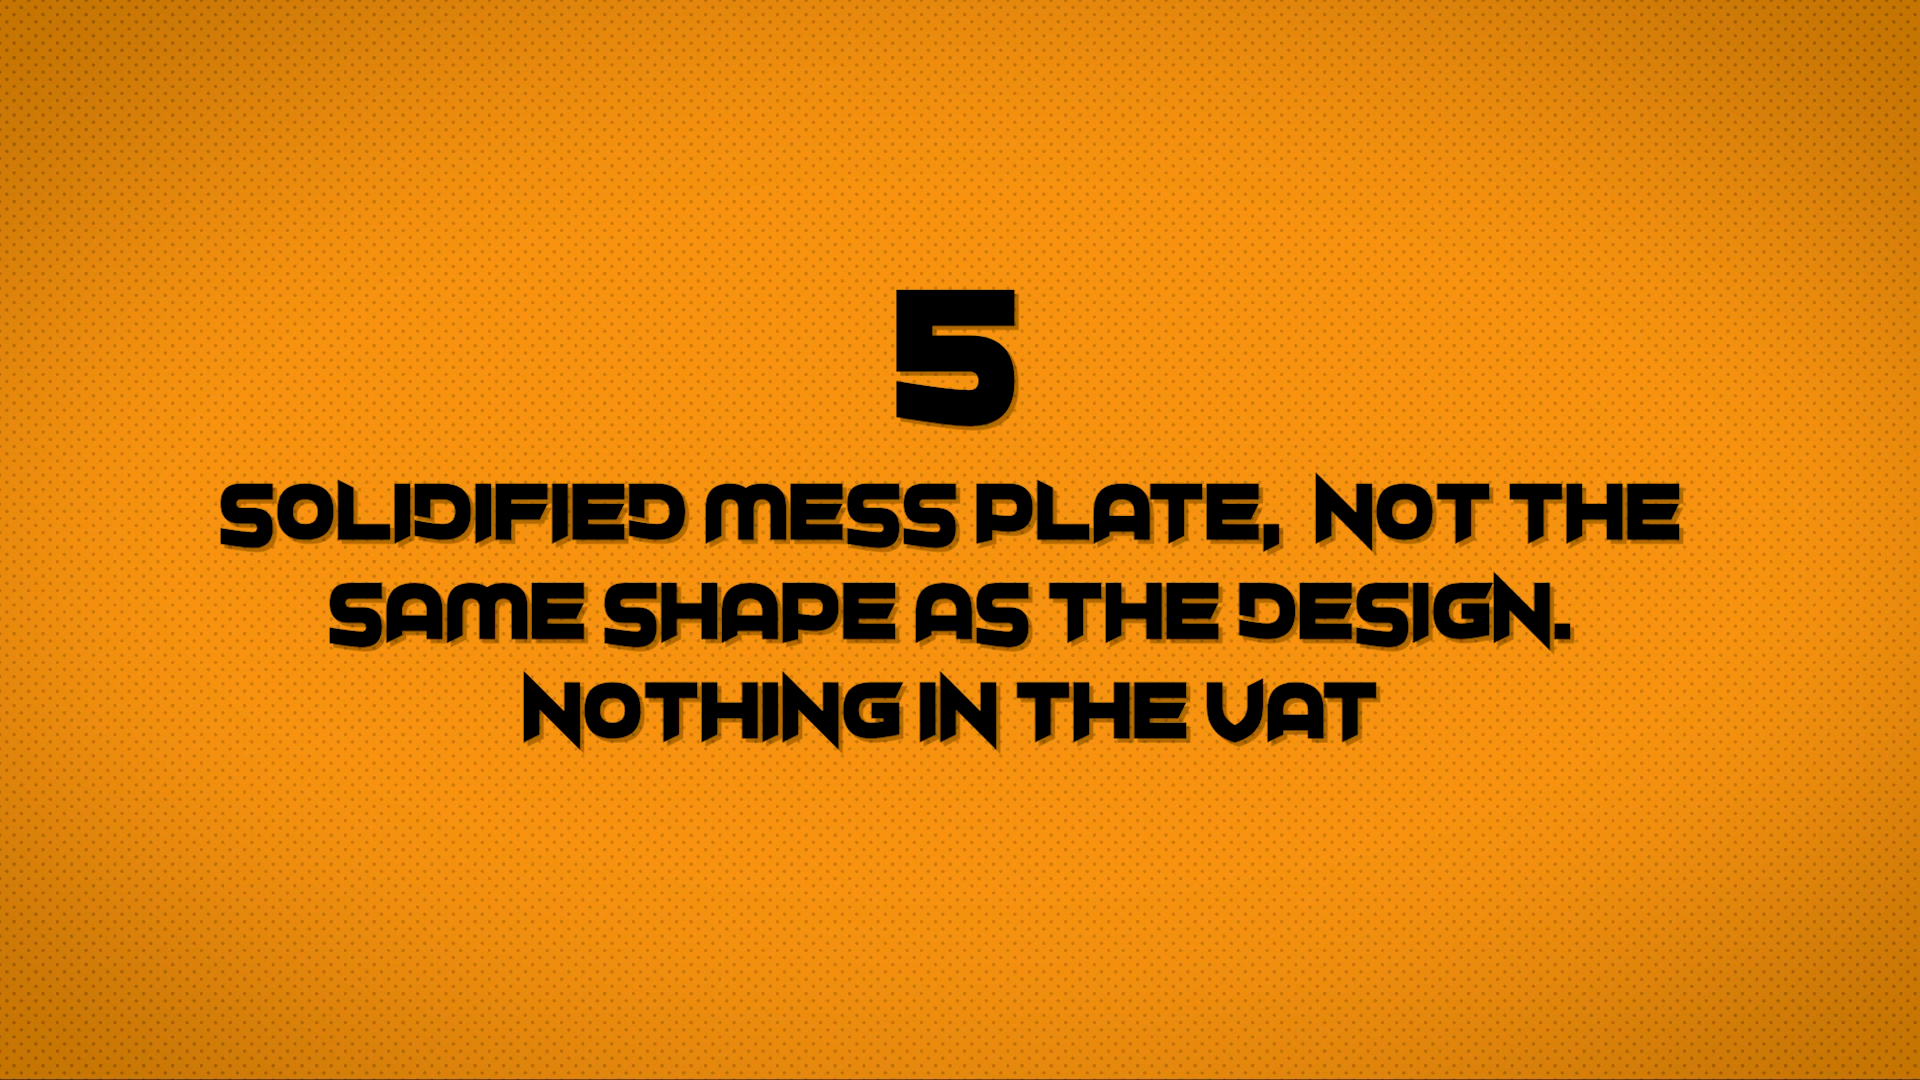 5
SOLIDIFIED MESS PLATE, NOT THE
SAME SHAPE AS THE DESIGN.
NOTHING IN THE VAT